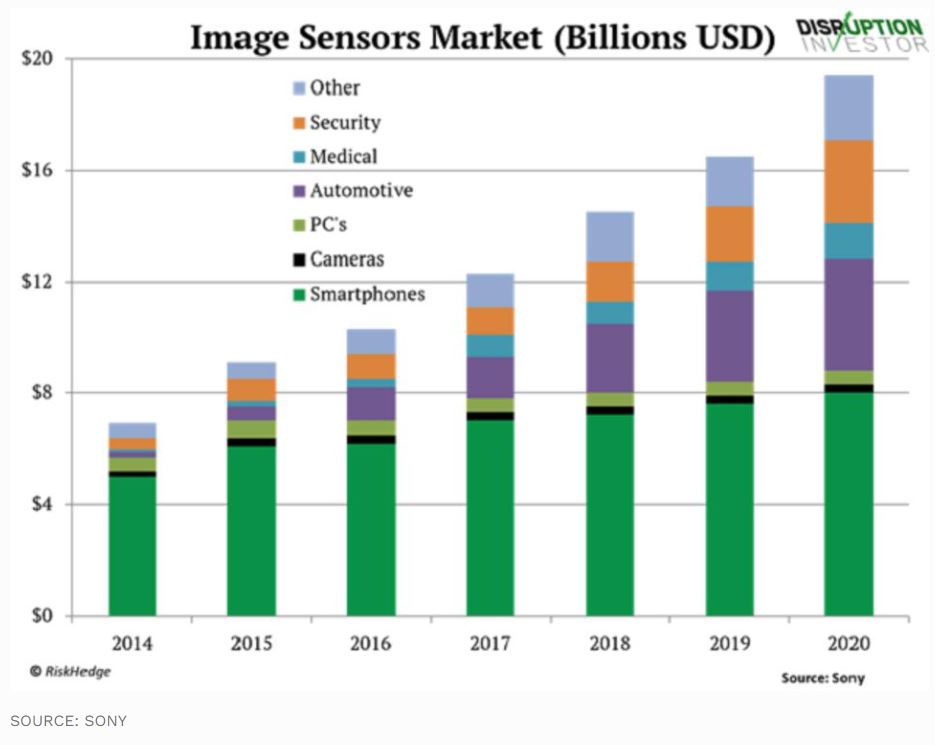 Image Sensors Market (Billions USD)
DISRUPTION
INVESTOR
$20
$16
$12
$8
$4
$0
Other
Security
Medical
Automotive
PC's
Cameras
Smartphones
2014 2015 2016 2017 2018 2019 2020
© RiskHedge
Source: Sony
SOURCE: SONY